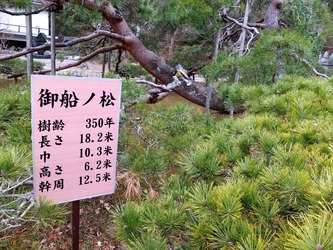 御船ノ松
樹齢 350年
長さ 18.2米
巾 10.3米
高さ 6.2米
幹周 12.5米